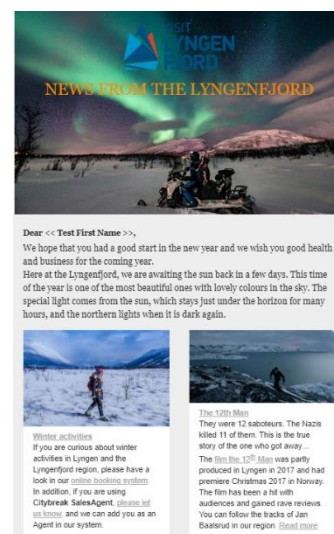 VISIT
LYNGEN
FJORD
NEWS FROM THE LYNGENFJORD
Dear << Test First Name >>,
We hope that you had a good start in the new year and we wish you good health
and business for the coming year.
Here at the Lyngenfjord, we are awaiting the sun back in a few days. This time
of the year is one of the most beautiful ones with lovely colours in the sky. The
special light comes from the sun, which stays just under the horizon for many
hours, and the northern lights when it is dark again.
Winter activities
If you are curious about winter
activities in Lyngen and the
Lyngenfjord region, please have a
look in our online booking system.
In addition, if you are using
Citybreak SalesAgent, please let
us know, and we can add you as an
Agent in our system.
The 12th Man
They were 12 saboteurs. The Nazis
killed 11 of them. This is the true
story of the one who got away…
The film the 12th Man was partly
produced in Lyngen in 2017 and had
premiere Christmas 2017 in Norway.
The film has been a hit with
audiences and gained rave reviews.
You can follow the tracks of Jan
Baalsrud in our region. Read more